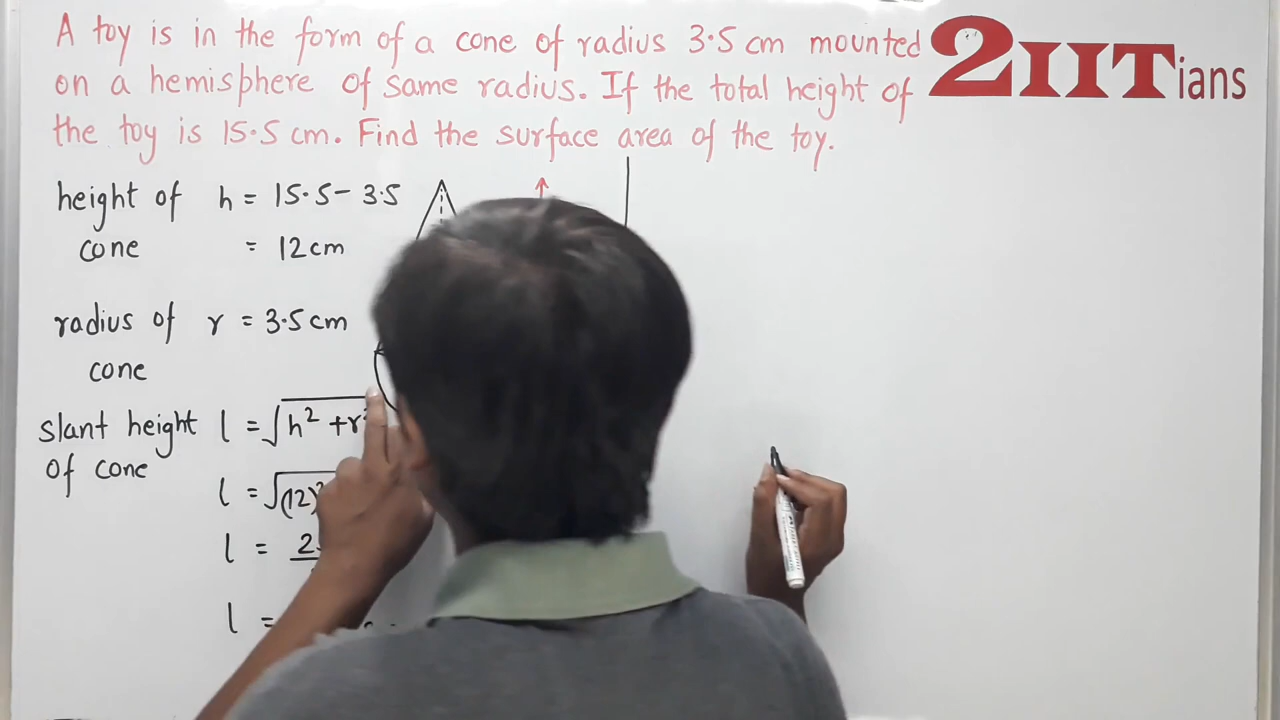 A toy is in the form of a cone of radius 3.5 cm mounted
on a hemisphere of same radius. If the total height of
the toy is 15.5 cm. Find the surface area of the toy.
2IITians
height of cone h = 15.5 - 3.5
= 12 cm
radius of cone r = 3.5 cm
slant height of cone l = √h² + r²
l = √(12)²
l = 2
l =